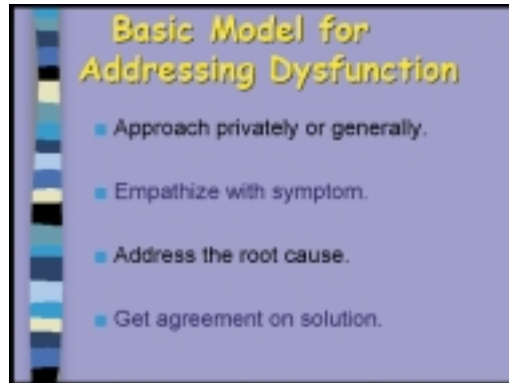 Basic Model for
Addressing Dysfunction
Approach privately or generally.
Empathize with symptom.
Address the root cause.
Get agreement on solution.